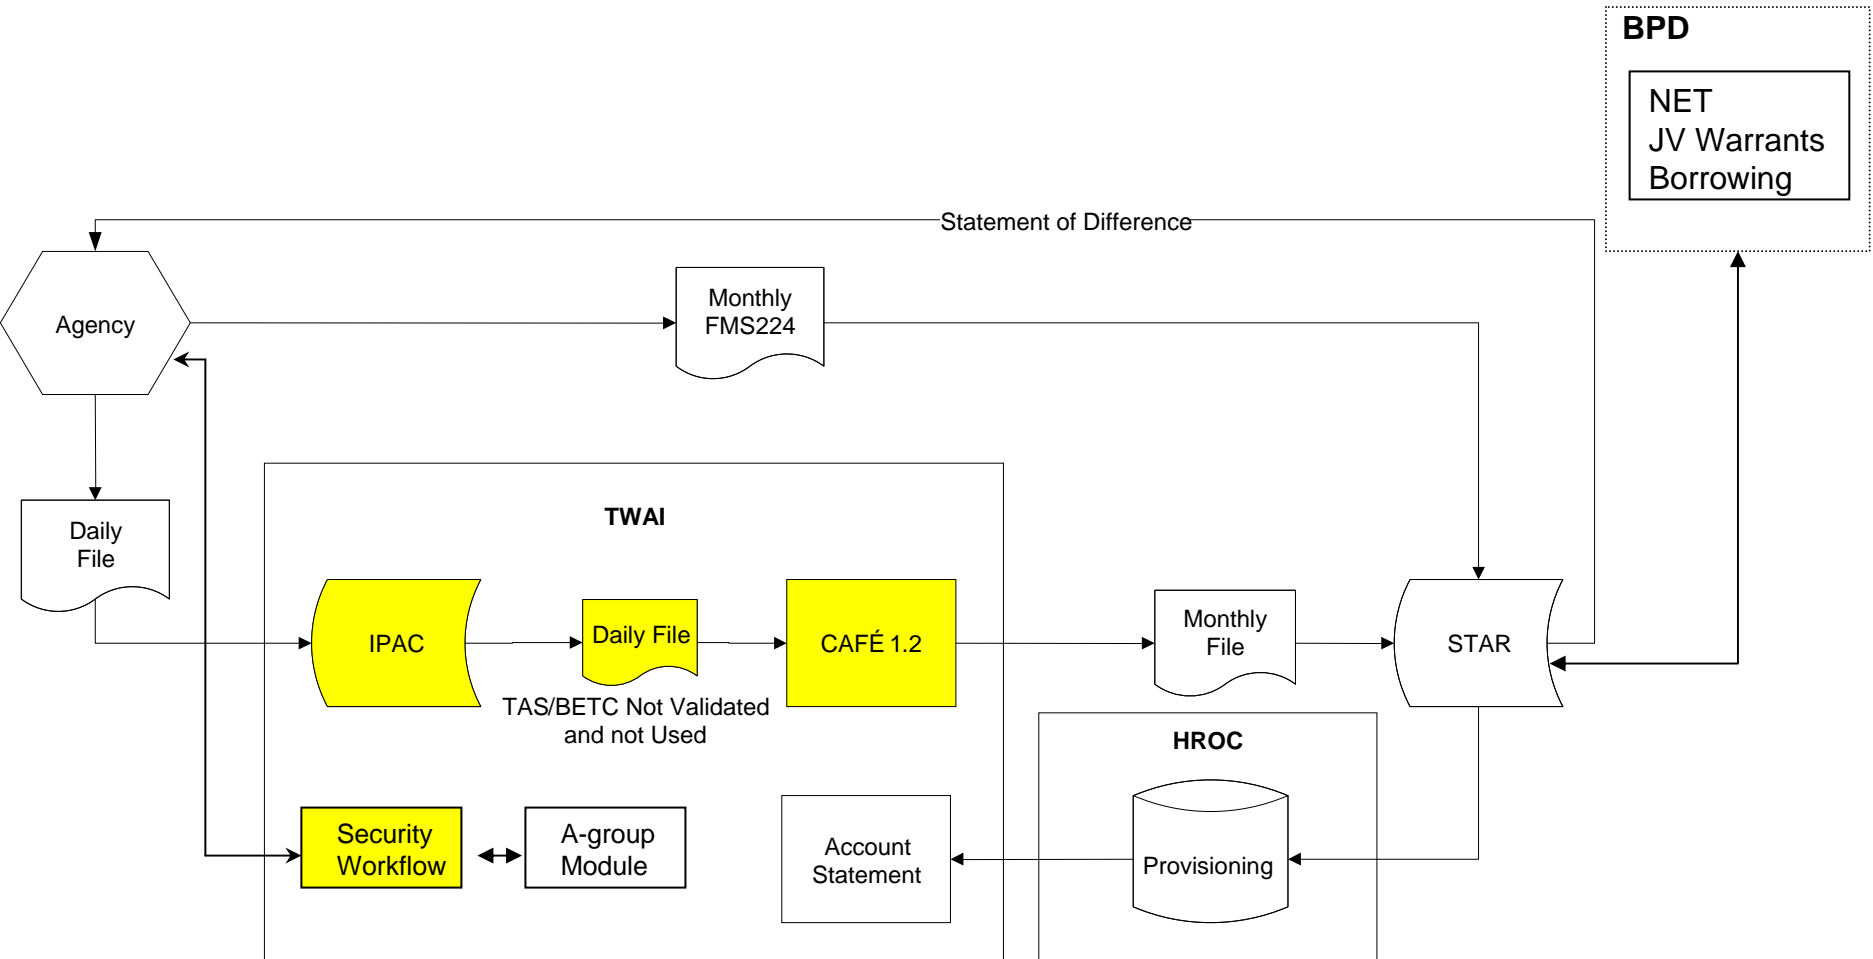 BPD
NET
JV Warrants
Borrowing
Statement of Difference
Agency
Monthly
FMS224
Daily
File
TWAI
IPAC
Daily File
CAFÉ 1.2
Monthly
File
STAR
TAS/BETC Not Validated
and not Used
HROC
Security
Workflow
A-group
Module
Account
Statement
Provisioning